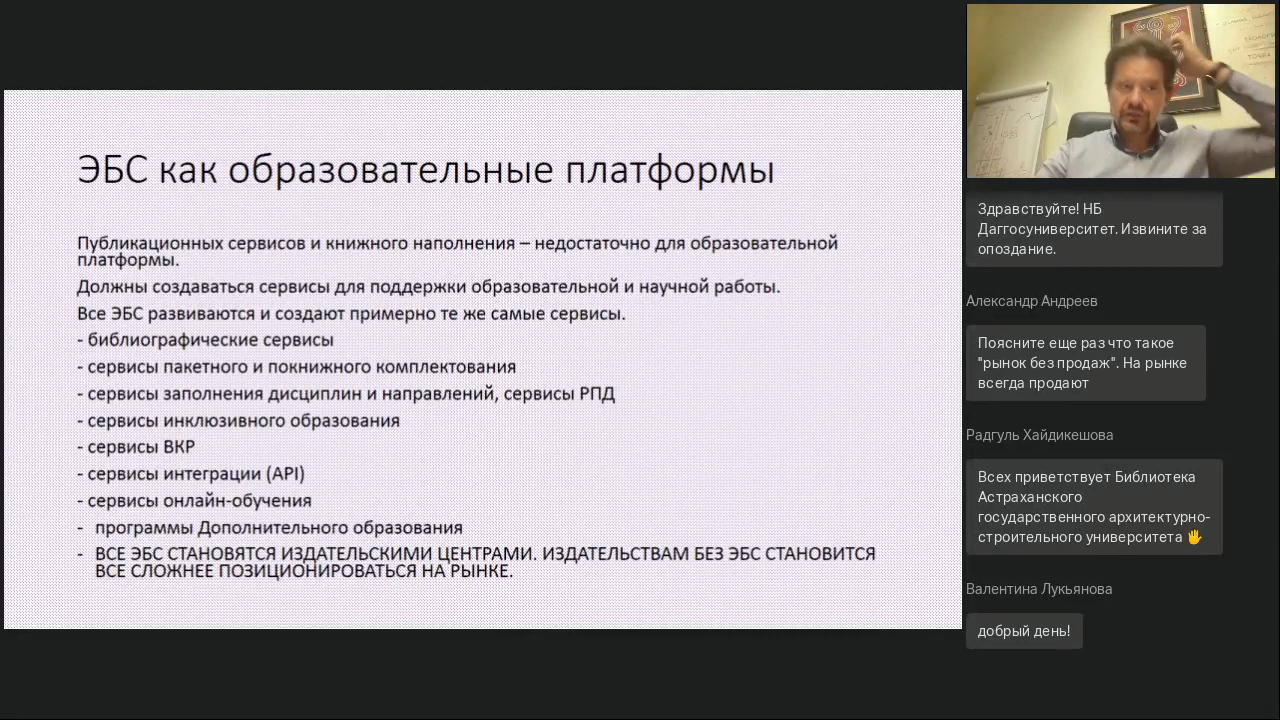 ЭБС как образовательные платформы
Публикационных сервисов и книжного наполнения – недостаточно для образовательной
платформы.
Должны создаваться сервисы для поддержки образовательной и научной работы.
Все ЭБС развиваются и создают примерно те же самые сервисы.
- библиографические сервисы
- сервисы пакетного и покнижного комплектования
- сервисы заполнения дисциплин и направлений, сервисы РПД
- сервисы инклюзивного образования
- сервисы ВКР
- сервисы интеграции (API)
- сервисы онлайн-обучения
- программы Дополнительного образования
- ВСЕ ЭБС СТАНОВЯТСЯ ИЗДАТЕЛЬСКИМИ ЦЕНТРАМИ. ИЗДАТЕЛЬСТВАМ БЕЗ ЭБС СТАНОВИТСЯ
ВСЕ СЛОЖНЕЕ ПОЗИЦИОНИРОВАТЬСЯ НА РЫНКЕ.
Здравствуйте! НБ
Даггосуниверситет. Извините за
опоздание.
Александр Андреев
Поясните еще раз что такое
"рынок без продаж". На рынке
всегда продают
Радгуль Хайдикешова
Всех приветствует Библиотека
Астраханского
государственного архитектурно-
строительного университета 🖐
Валентина Лукьянова
добрый день!